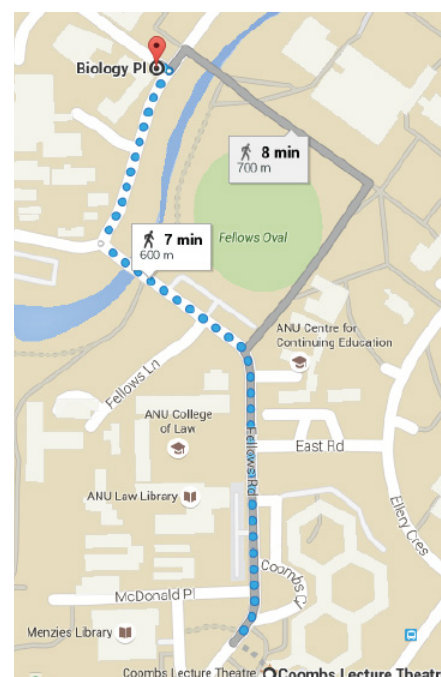 Biology Pl
8 min
700 m
7 min
600 m
Fellows Oval
ANU Centre for
Continuing Education
Fellows Ln
ANU College
of Law
East Rd
Fellows Rd
ANU Law Library
Ellery Cres
Coombs
McDonald Pl
Menzies Library
Coombs Lecture Theatre
Coombs Lecture Theatr